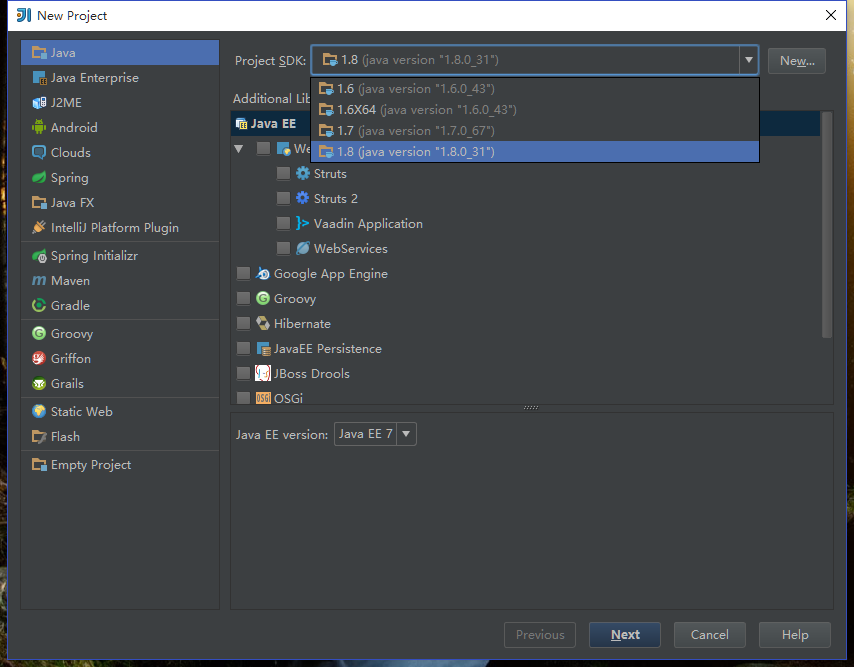 New Project
Java
Java Enterprise
J2ME
Android
Clouds
Spring
Java FX
IntelliJ Platform Plugin
Spring Initializr
Maven
Gradle
Groovy
Griffon
Grails
Static Web
Flash
Empty Project
Project SDK: 1.8 (java version "1.8.0_31") New...
1.6 (java version "1.6.0_43")
1.6X64 (java version "1.6.0_43")
1.7 (java version "1.7.0_67")
1.8 (java version "1.8.0_31")
Additional Lib
Java EE
We
Struts
Struts 2
Vaadin Application
WebServices
Google App Engine
Groovy
Hibernate
JavaEE Persistence
JBoss Drools
OSGi
Java EE version: Java EE 7
Previous Next Cancel Help